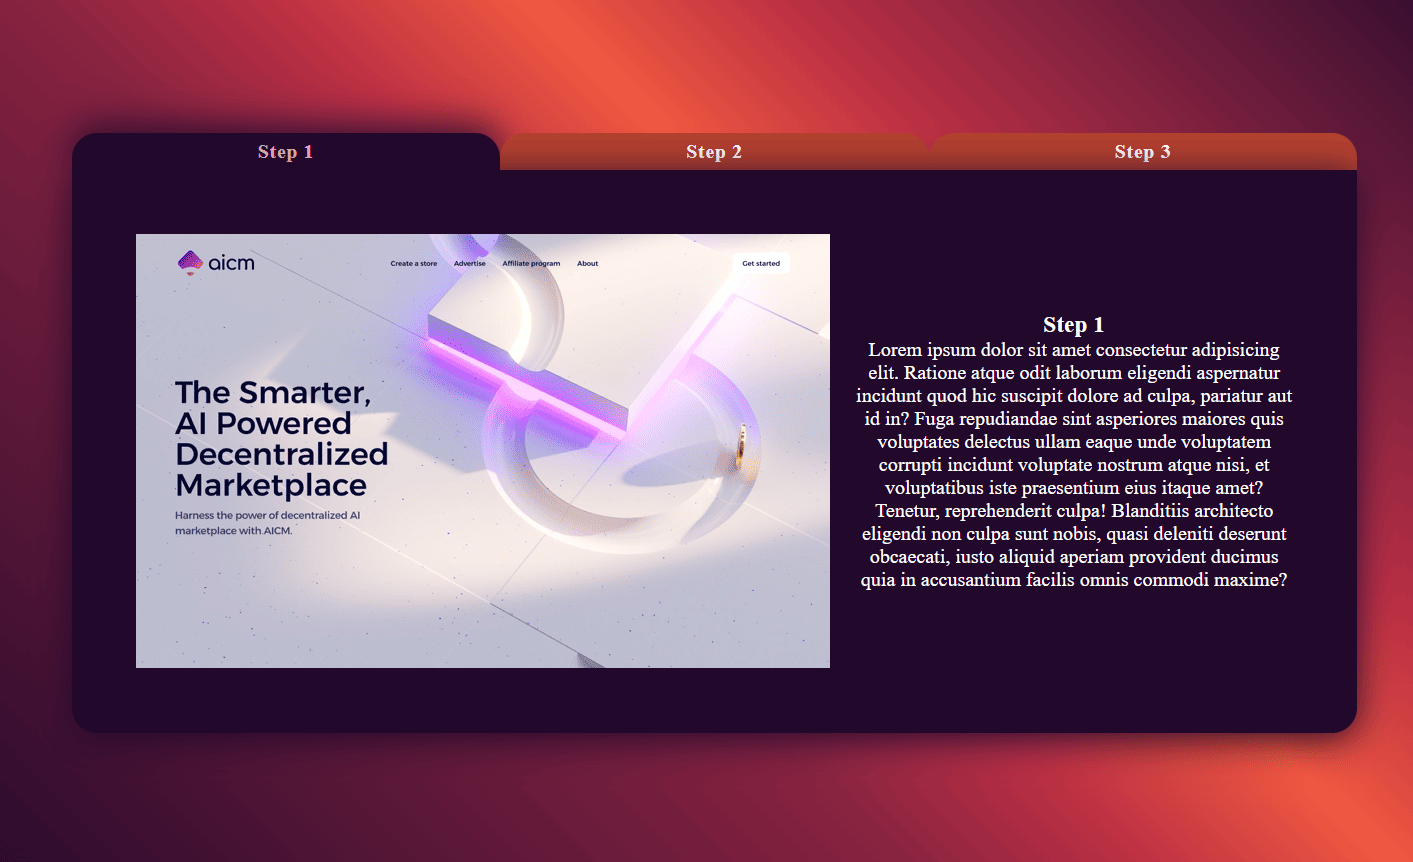 Step 1
Step 2
Step 3
aicm
Create a store
Advertise
Affiliate program
About
Get started
The Smarter,
AI Powered
Decentralized
Marketplace
Harness the power of decentralized AI
marketplace with AICM.
Step 1
Lorem ipsum dolor sit amet consectetur adipisicing
elit. Ratione atque odit laborum eligendi aspernatur
incidunt quod hic suscipit dolore ad culpa, pariatur aut
id in? Fuga repudiandae sint asperiores maiores quis
voluptates delectus ullam eaque unde voluptatem
corrupti incidunt voluptate nostrum atque nisi, et
voluptatibus iste praesentium eius itaque amet?
Tenetur, reprehenderit culpa! Blanditiis architecto
eligendi non culpa sunt nobis, quasi deleniti deserunt
obcaecati, iusto aliquid aperiam provident ducimus
quia in accusantium facilis omnis commodi maxime?